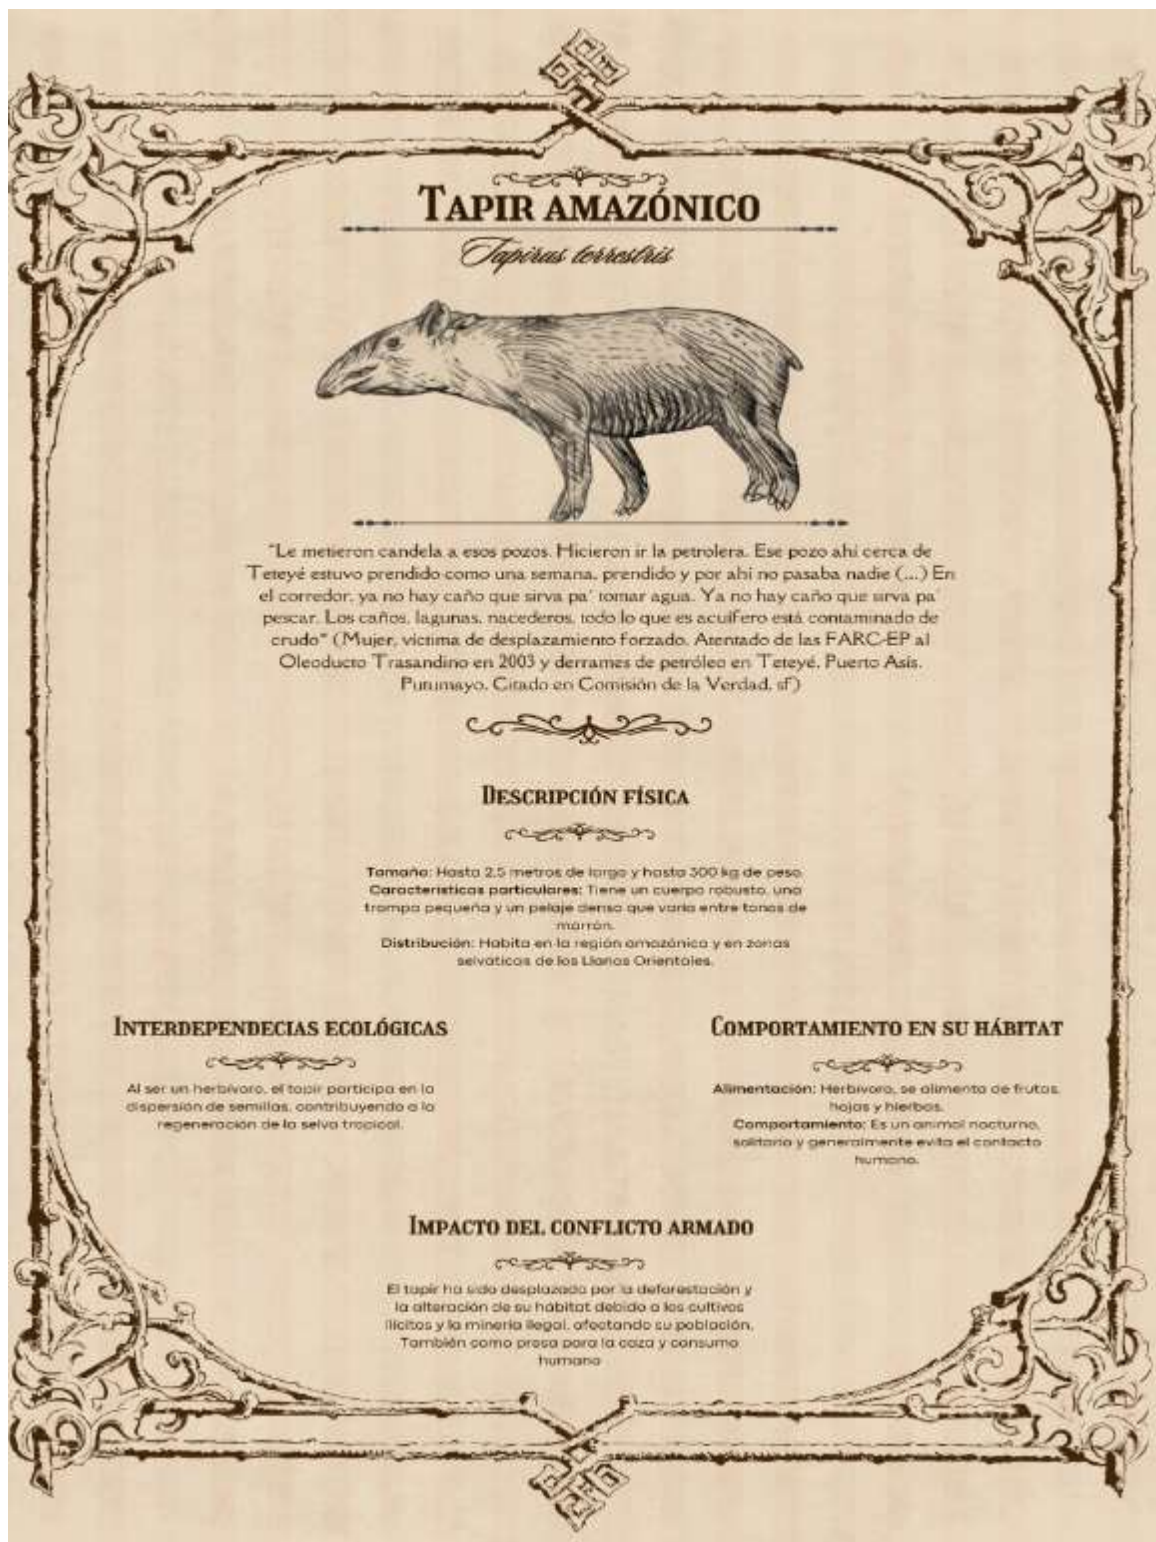 TAPIR AMAZÓNICO
Tapirus terrestris
"Le metieron candela a esos pozos. Hicieron ir la petrolera. Ese pozo ahí cerca de
Teteyé estuvo prendido como una semana, prendido y por ahí no pasaba nadie (...) En
el corredor, ya no hay caño que sirva pa' tomar agua. Ya no hay caño que sirva pa'
pescar. Los caños, lagunas, nacederos, todo lo que es acuífero está contaminado de
crudo" (Mujer, víctima de desplazamiento forzado. Atentado de las FARC-EP al
Oleoducto Trasandino en 2003 y derrames de petróleo en Teteyé, Puerto Asís,
Putumayo. Citado en Comisión de la Verdad, sf)
DESCRIPCIÓN FÍSICA
Tamaño: Hasta 2.5 metros de largo y hasta 300 kg de peso.
Características particulares: Tiene un cuerpo robusto, una
trompa pequeña y un pelaje denso que varía entre tonos de
marrón.
Distribución: Habita en la región amazónica y en zonas
selváticas de los Llanos Orientales.
INTERDEPENDECIAS ECOLÓGICAS
Al ser un herbívoro, el tapir participa en la
dispersión de semillas, contribuyendo a la
regeneración de la selva tropical.
COMPORTAMIENTO EN SU HÁBITAT
Alimentación: Herbívoro, se alimenta de frutas,
hojas y hierbas.
Comportamiento: Es un animal nocturno,
solitario y generalmente evita el contacto
humano.
IMPACTO DEL CONFLICTO ARMADO
El tapir ha sido desplazado por la deforestación y
la alteración de su hábitat debido a los cultivos
ilícitos y la minería ilegal, afectando su población.
También como presa para la caza y consumo
humano